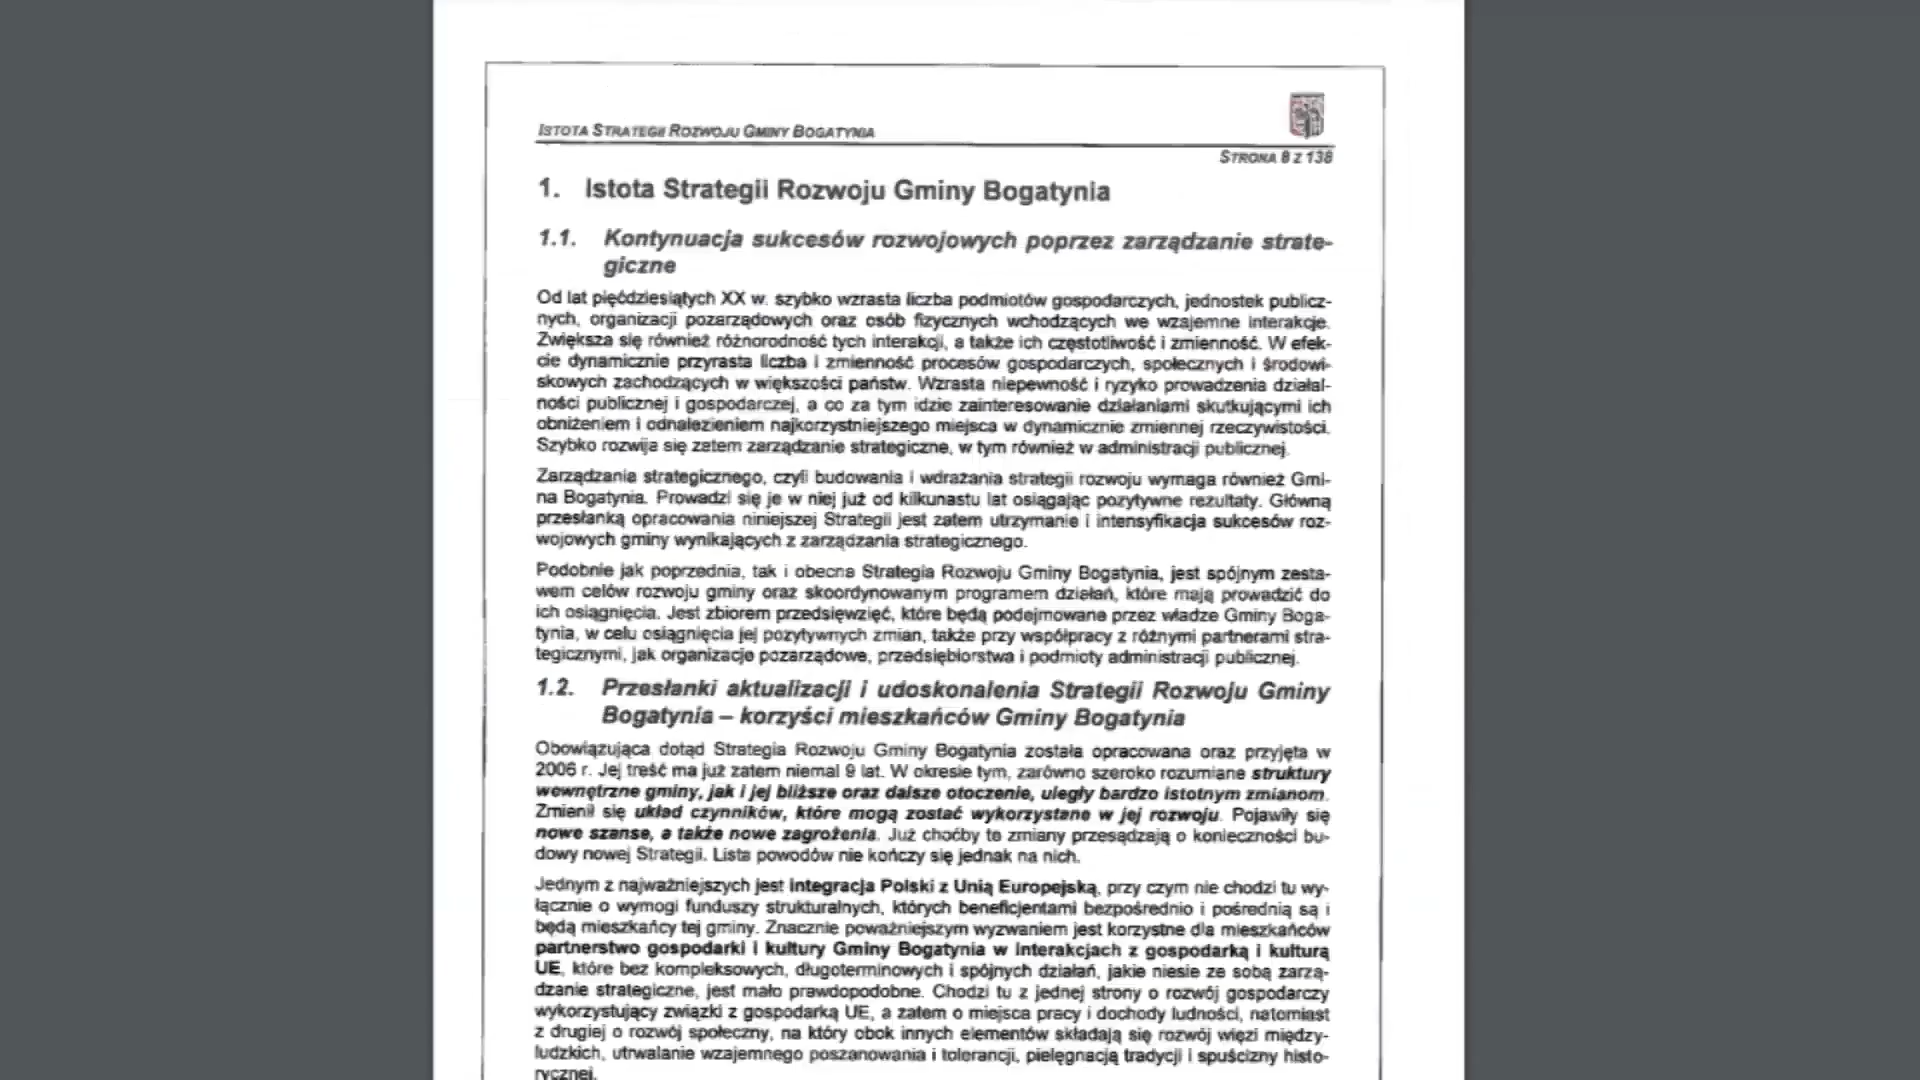 ISTOTA STRATEGII ROZWOJU GMINY BOGATYNIA
STRONA 8 Z 138
1. Istota Strategii Rozwoju Gminy Bogatynia
1.1. Kontynuacja sukcesów rozwojowych poprzez zarządzanie strate-
giczne
Od lat pięćdziesiątych XX w. szybko wzrasta liczba podmiotów gospodarczych, jednostek publicz-
nych, organizacji pozarządowych oraz osób fizycznych wchodzących we wzajemne interakcje.
Zwiększa się również różnorodność tych interakcji, a także ich częstotliwość i zmienność. W efek-
cie dynamicznie przyrasta liczba i zmienność procesów gospodarczych, społecznych i środowi-
skowych zachodzących w większości państw. Wzrasta niepewność i ryzyko prowadzenia działal-
ności publicznej i gospodarczej, a co za tym idzie zainteresowanie działaniami skutkującymi ich
obniżeniem i odnalezieniem najkorzystniejszego miejsca w dynamicznie zmiennej rzeczywistości.
Szybko rozwija się zatem zarządzanie strategiczne, w tym również w administracji publicznej.
Zarządzania strategicznego, czyli budowania i wdrażania strategii rozwoju wymaga również Gmi-
na Bogatynia. Prowadzi się je w niej już od kilkunastu lat osiągając pozytywne rezultaty. Główną
przesłanką opracowania niniejszej Strategii jest zatem utrzymanie i intensyfikacja sukcesów roz-
wojowych gminy wynikających z zarządzania strategicznego.
Podobnie jak poprzednia, tak i obecna Strategia Rozwoju Gminy Bogatynia, jest spójnym zesta-
wem celów rozwoju gminy oraz skoordynowanym programem działań, które mają prowadzić do
ich osiągnięcia. Jest zbiorem przedsięwzięć, które będą podejmowane przez władze Gminy Boga-
tynia, w celu osiągnięcia jej pozytywnych zmian, także przy współpracy z różnymi partnerami stra-
tegicznymi, jak organizacje pozarządowe, przedsiębiorstwa i podmioty administracji publicznej.
1.2. Przesłanki aktualizacji i udoskonalenia Strategii Rozwoju Gminy
Bogatynia – korzyści mieszkańców Gminy Bogatynia
Obowiązująca dotąd Strategia Rozwoju Gminy Bogatynia została opracowana oraz przyjęta w
2006 r. Jej treść ma już zatem niemal 9 lat. W okresie tym, zarówno szeroko rozumiane struktury
wewnętrzne gminy, jak i jej bliższe oraz dalsze otoczenie, uległy bardzo istotnym zmianom.
Zmienił się układ czynników, które mogą zostać wykorzystane w jej rozwoju. Pojawiły się
nowe szanse, a także nowe zagrożenia. Już choćby te zmiany przesądzają o konieczności bu-
dowy nowej Strategii. Lista powodów nie kończy się jednak na nich.
Jednym z najważniejszych jest integracja Polski z Unią Europejską, przy czym nie chodzi tu wy-
łącznie o wymogi funduszy strukturalnych, których beneficjentami bezpośrednio i pośrednią są i
będą mieszkańcy tej gminy. Znacznie poważniejszym wyzwaniem jest korzystne dla mieszkańców
partnerstwo gospodarki i kultury Gminy Bogatynia w interakcjach z gospodarką i kulturą
UE, które bez kompleksowych, długoterminowych i spójnych działań, jakie niesie ze sobą zarzą-
dzanie strategiczne, jest mało prawdopodobne. Chodzi tu z jednej strony o rozwój gospodarczy
wykorzystujący związki z gospodarką UE, a zatem o miejsca pracy i dochody ludności, natomiast
z drugiej o rozwój społeczny, na który obok innych elementów składają się rozwój więzi między-
ludzkich, utrwalanie wzajemnego poszanowania i tolerancji, pielęgnacją tradycji i spuścizny histo-
rycznej.